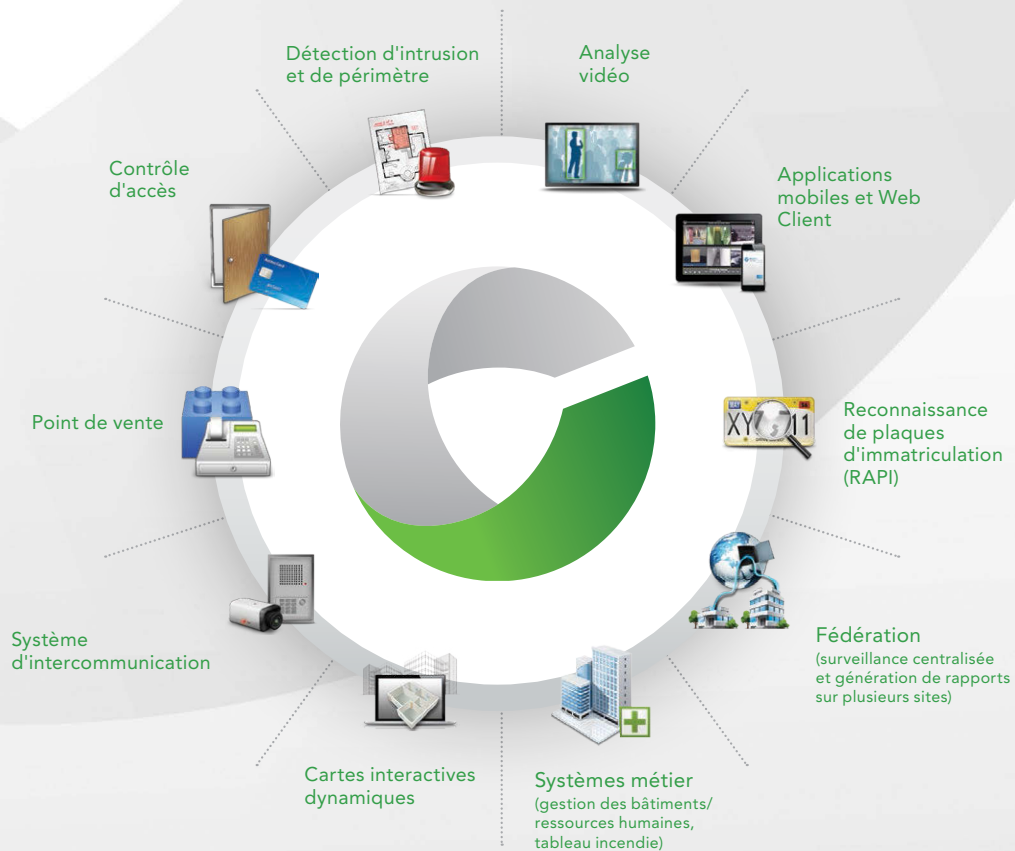 Détection d'intrusion
et de périmètre
Analyse
vidéo
Contrôle
d'accès
Applications
mobiles et Web
Client
Point de vente
XY 11
Reconnaissance
de plaques
d'immatriculation
(RAPI)
Système
d'intercommunication
Fédération
(surveillance centralisée
et génération de rapports
sur plusieurs sites)
Cartes interactives
dynamiques
Systèmes métier
(gestion des bâtiments/
ressources humaines,
tableau incendie)